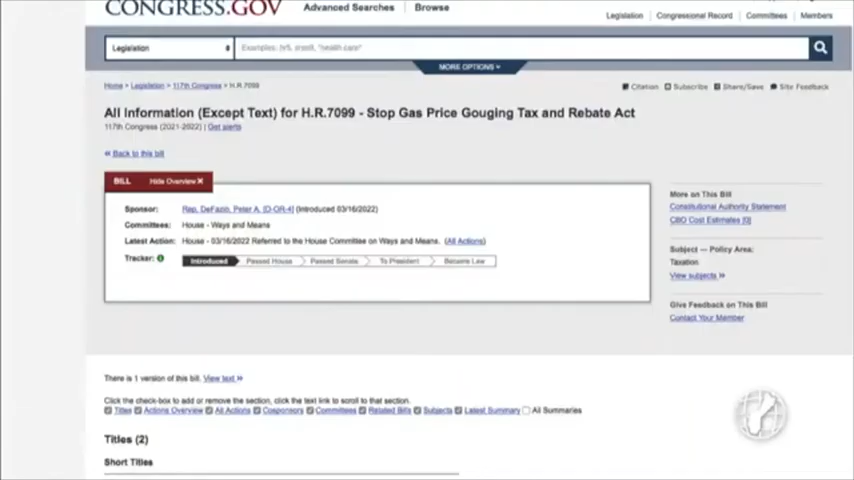 CONGRESS.GOV Advanced Searches Browse
Legislation Congressional Record Committees Members
Legislation Examples: hr5, sres9, "health care"
MORE OPTIONS
Home > Legislation > 117th Congress > H.R.7099
Citation Subscribe Share/Save Site Feedback
All Information (Except Text) for H.R.7099 - Stop Gas Price Gouging Tax and Rebate Act
117th Congress (2021-2022) | Get alerts
« Back to this bill
BILL Hide Overview X
Sponsor: Rep. DeFazio, Peter A. [D-OR-4] (Introduced 03/16/2022)
Committees: House - Ways and Means
Latest Action: House - 03/16/2022 Referred to the House Committee on Ways and Means. (All Actions)
Tracker: Introduced Passed House Passed Senate To President Became Law
More on This Bill
Constitutional Authority Statement
CBO Cost Estimates [0]
Subject — Policy Area:
Taxation
View subjects »
Give Feedback on This Bill
Contact Your Member
There is 1 version of this bill. View text »
Click the check-box to add or remove the section, click the text link to scroll to that section.
Titles Actions Overview All Actions Cosponsors Committees Related Bills Subjects Latest Summary All Summaries
Titles (2)
Short Titles